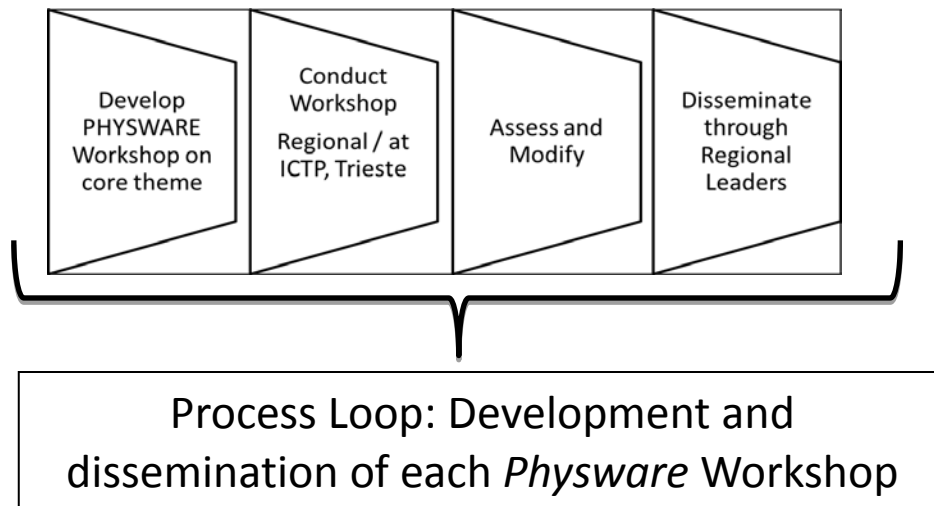 Develop
PHYSWARE
Workshop on
core theme
Conduct
Workshop
Regional / at
ICTP, Trieste
Assess and
Modify
Disseminate
through
Regional
Leaders
Process Loop: Development and
dissemination of each Physware Workshop